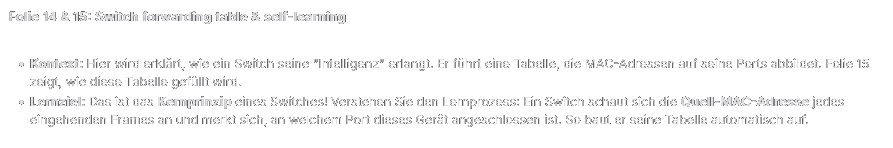 Folie 14 & 15: Switch forwarding table & self-learning
• Kontext: Hier wird erklärt, wie ein Switch seine "Intelligenz" erlangt. Er führt eine Tabelle, die MAC-Adressen auf seine Ports abbildet. Folie 15
zeigt, wie diese Tabelle gefüllt wird.
• Lernziel: Das ist das Kernprinzip eines Switches! Verstehen Sie den Lernprozess: Ein Switch schaut sich die Quell-MAC-Adresse jedes
eingehenden Frames an und merkt sich, an welchem Port dieses Gerät angeschlossen ist. So baut er seine Tabelle automatisch auf.